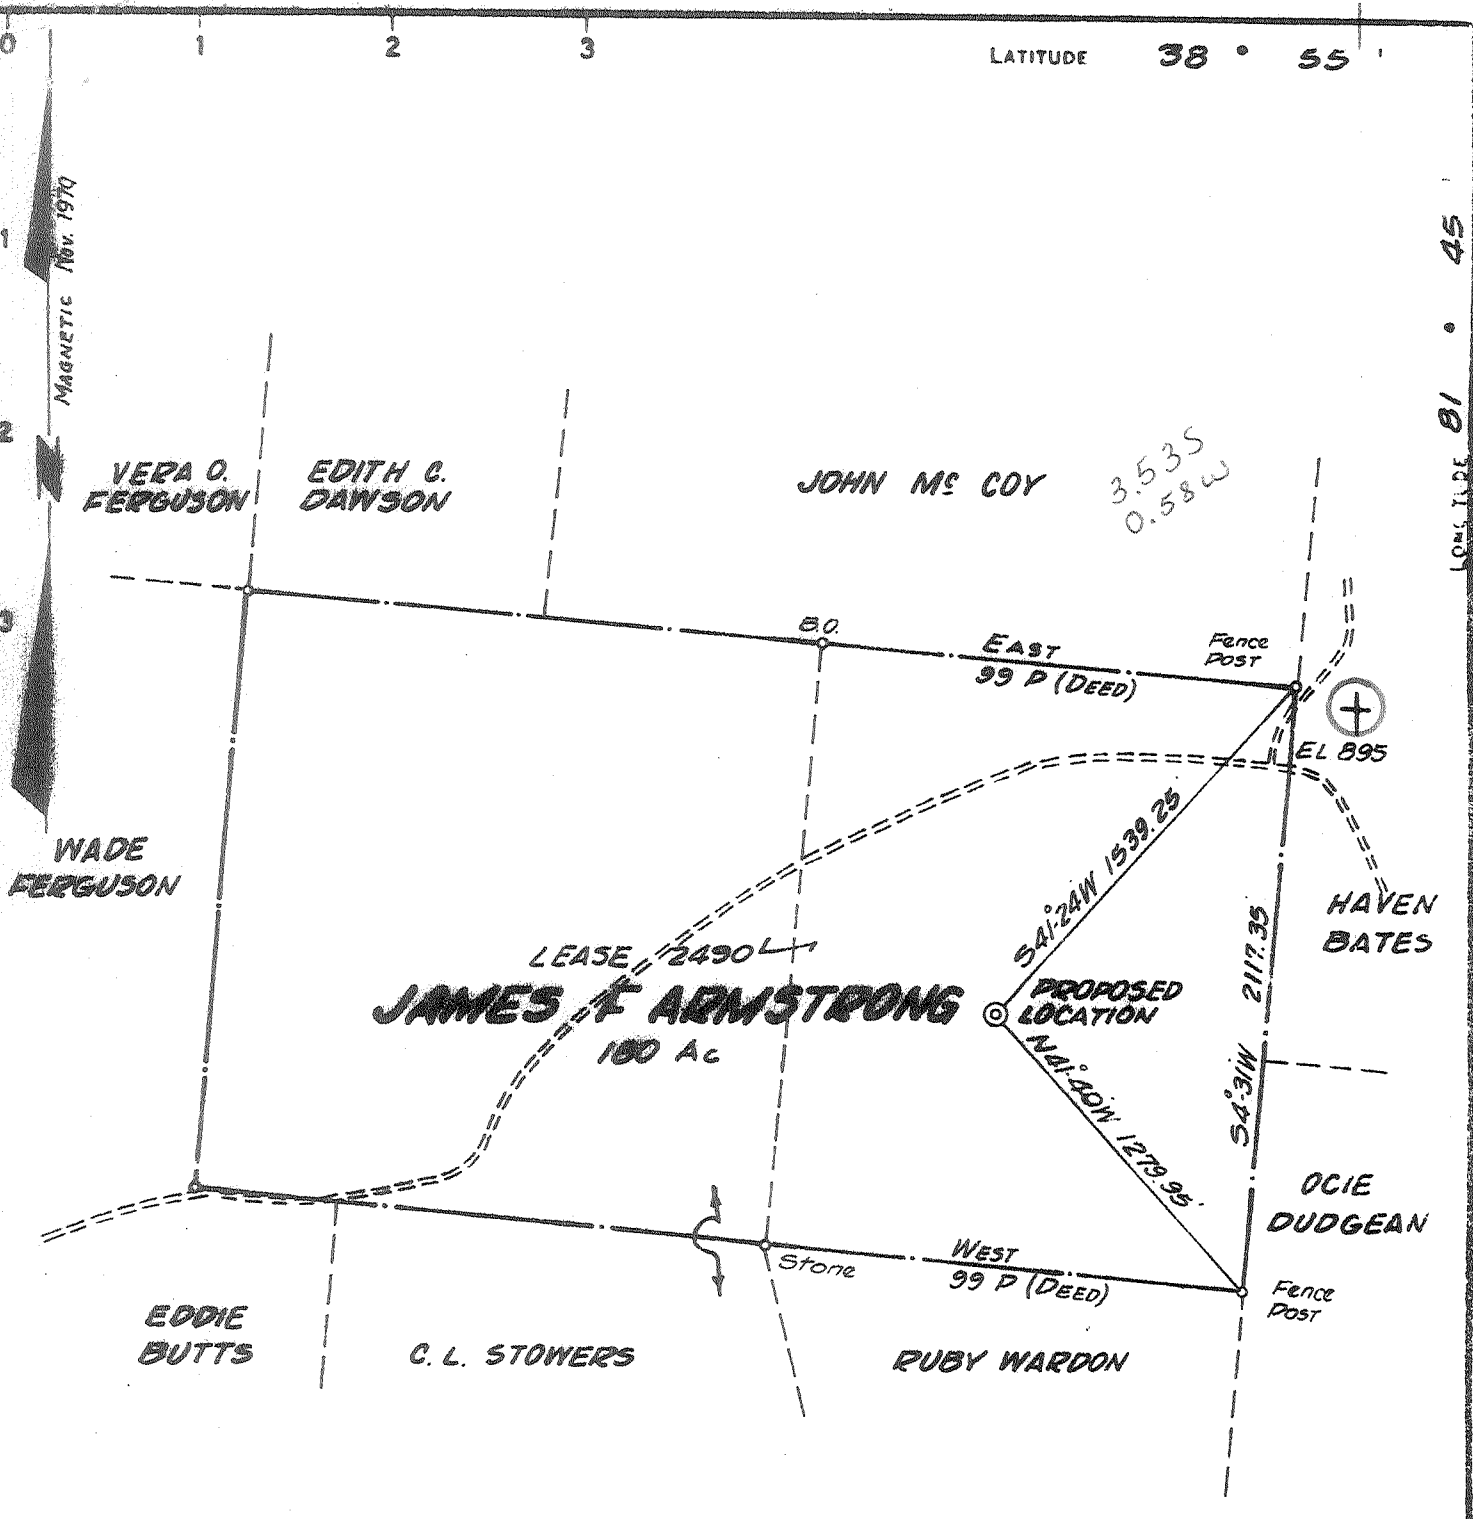 0 1 2 3
LATITUDE 38 ° 55 '
1
2
3
MAGNETIC Nov. 1970
LONGITUDE 81 ° 45
VERA O.
FERGUSON
EDITH C.
DAWSON
JOHN Mc COY
3.53S
0.58W
B.O.
EAST
99 P (DEED)
Fence
Post
EL 895
WADE
FERGUSON
S41°24'W 1539.25'
HAVEN
BATES
LEASE 2490
JAMES F ARMSTRONG
180 Ac
PROPOSED
LOCATION
S4°31W 2117.35
N41°40'W 1279.95'
OCIE
DUDGEAN
Stone
WEST
99 P (DEED)
Fence
Post
EDDIE
BUTTS
C. L. STOWERS
RUBY WARDON